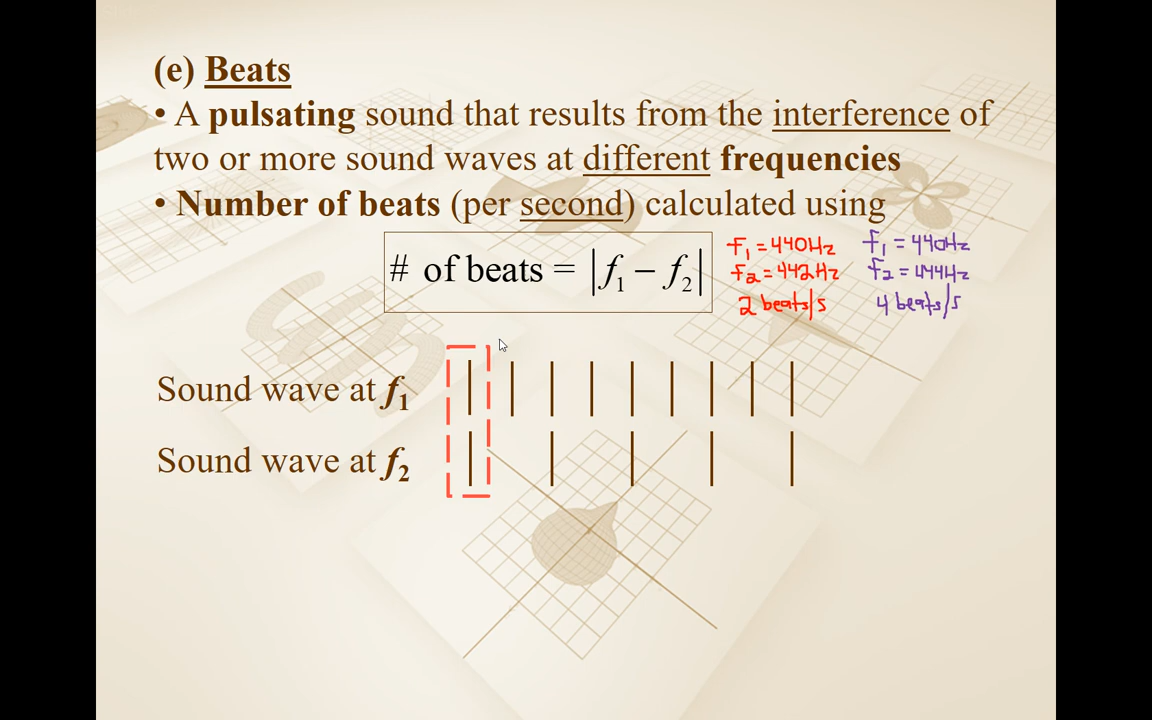 (e) Beats
• A pulsating sound that results from the interference of
two or more sound waves at different frequencies
• Number of beats (per second) calculated using
# of beats = |f₁ − f₂|
f₁ = 440Hz
f₂ = 442Hz
2 beats/s
f₁ = 440Hz
f₂ = 444Hz
4 beats/s
Sound wave at f₁
Sound wave at f₂